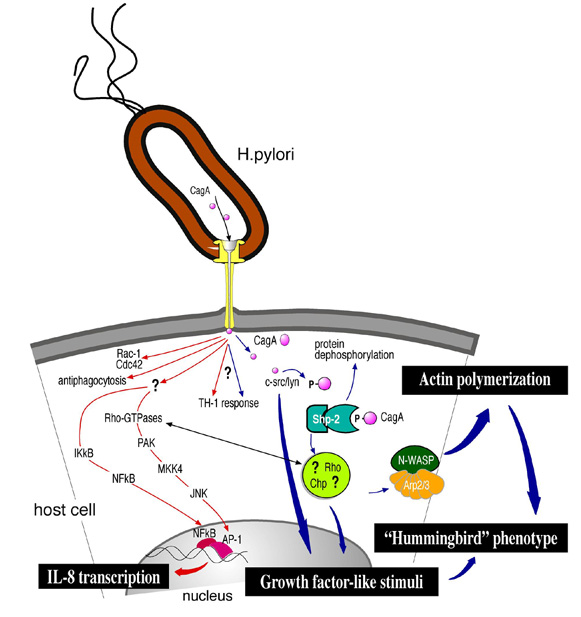 H.pylori
CagA
CagA
protein
dephosphorylation
Rac-1
Cdc42
antiphagocytosis
?
?
TH-1 response
c-src/lyn
P
Actin polymerization
Rho-GTPases
Shp-2
P
CagA
PAK
IKkB
MKK4
? Rho
Chp ?
N-WASP
Arp2/3
NFkB
JNK
host cell
NFkB
AP-1
"Hummingbird" phenotype
IL-8 transcription
Growth factor-like stimuli
nucleus